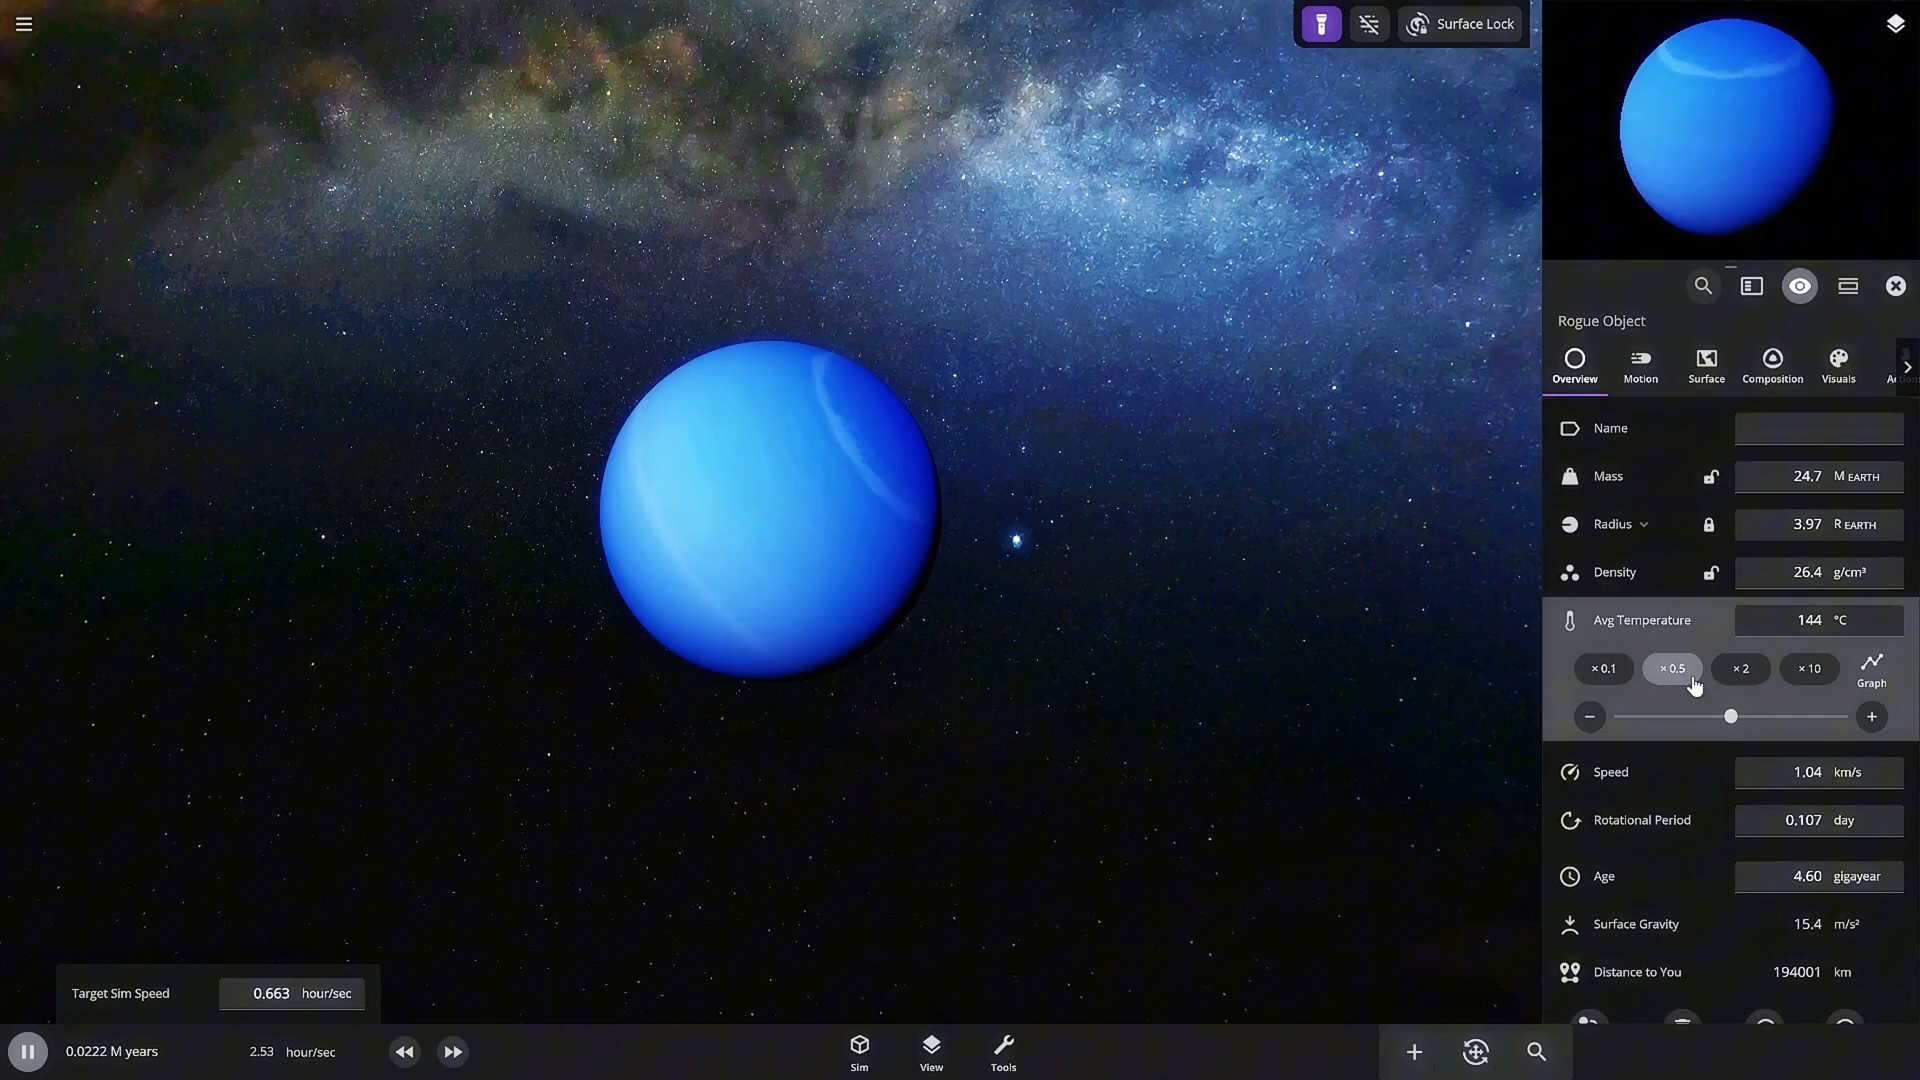 Surface Lock
Rogue Object
Overview
Motion
Surface
Composition
Visuals
Name
Mass 24.7 M EARTH
Radius 3.97 R EARTH
Density 26.4 g/cm³
Avg Temperature 144 °C
× 0.1 × 0.5 × 2 × 10 Graph
Speed 1.04 km/s
Rotational Period 0.107 day
Age 4.60 gigayear
Surface Gravity 15.4 m/s²
Distance to You 194001 km
Target Sim Speed 0.663 hour/sec
0.0222 M years 2.53 hour/sec
Sim
View
Tools